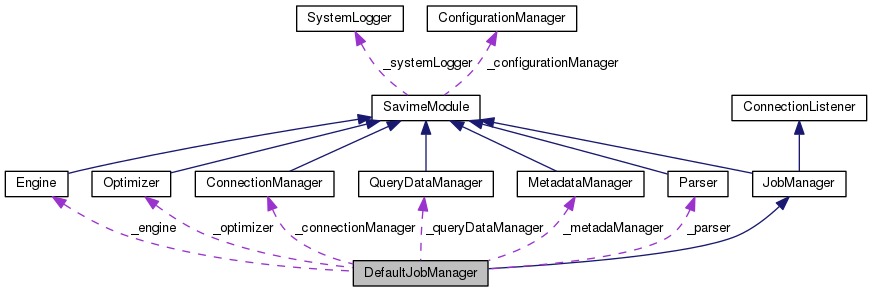 SystemLogger
ConfigurationManager
_systemLogger
_configurationManager
SavimeModule
ConnectionListener
Engine
Optimizer
ConnectionManager
QueryDataManager
MetadataManager
Parser
JobManager
_engine
_optimizer
_connectionManager
_queryDataManager
_metadaManager
_parser
DefaultJobManager